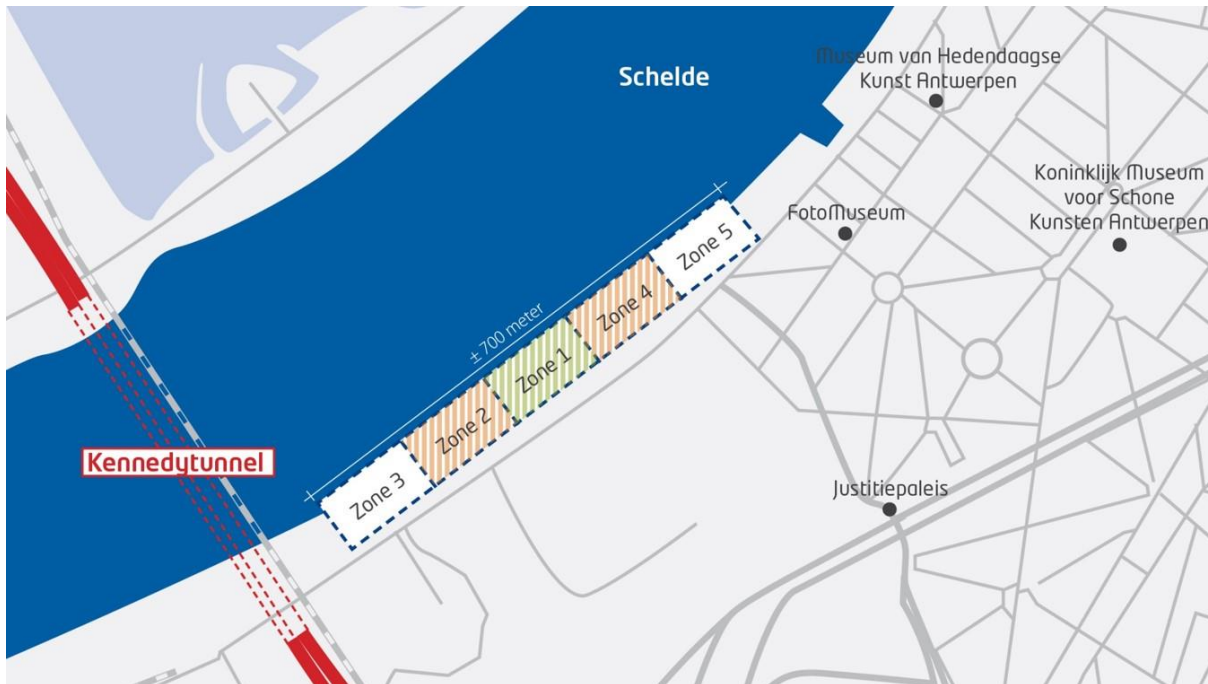 Schelde
Museum van Hedendaagse
Kunst Antwerpen
Koninklijk Museum
voor Schone
Kunsten Antwerpen
FotoMuseum
Zone 5
Zone 4
± 700 meter
Zone 1
Zone 2
Zone 3
Kennedytunnel
Justitiepaleis